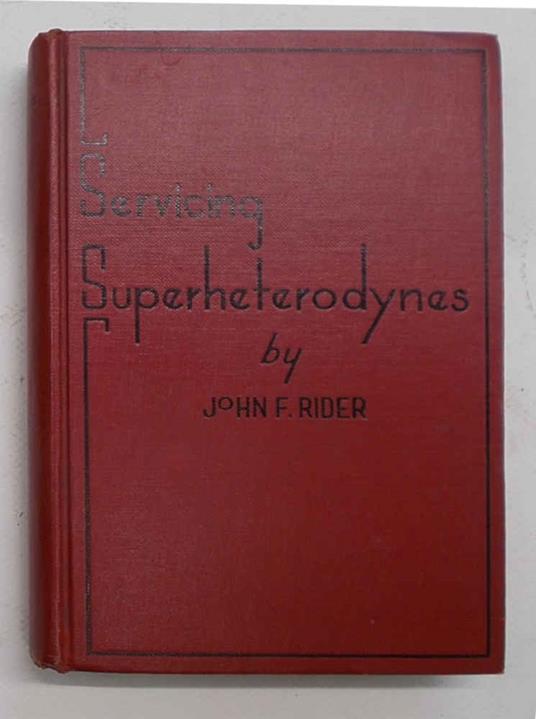 Servicing
Superheterodynes
by
JOHN F. RIDER